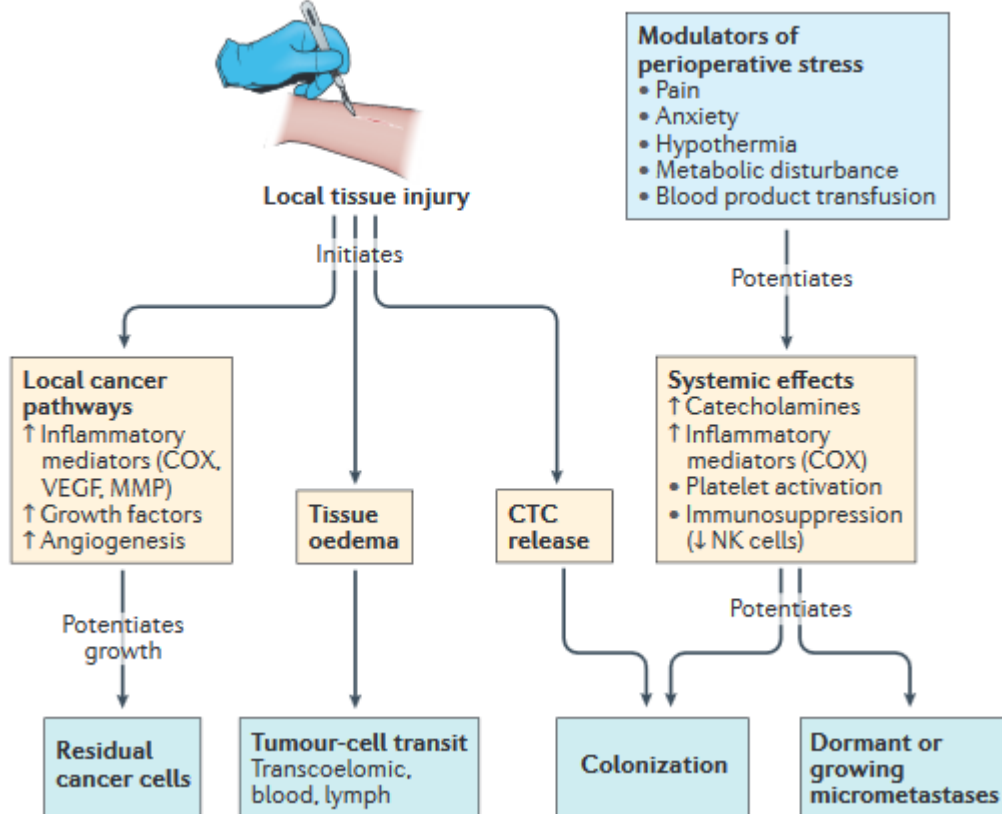 Modulators of
perioperative stress
• Pain
• Anxiety
• Hypothermia
• Metabolic disturbance
• Blood product transfusion
Local tissue injury
Initiates
Potentiates
Local cancer
pathways
↑ Inflammatory
mediators (COX,
VEGF, MMP)
↑ Growth factors
↑ Angiogenesis
Tissue
oedema
CTC
release
Systemic effects
↑ Catecholamines
↑ Inflammatory
mediators (COX)
• Platelet activation
• Immunosuppression
(↓ NK cells)
Potentiates
growth
Potentiates
Residual
cancer cells
Tumour-cell transit
Transcoelomic,
blood, lymph
Colonization
Dormant or
growing
micrometastases